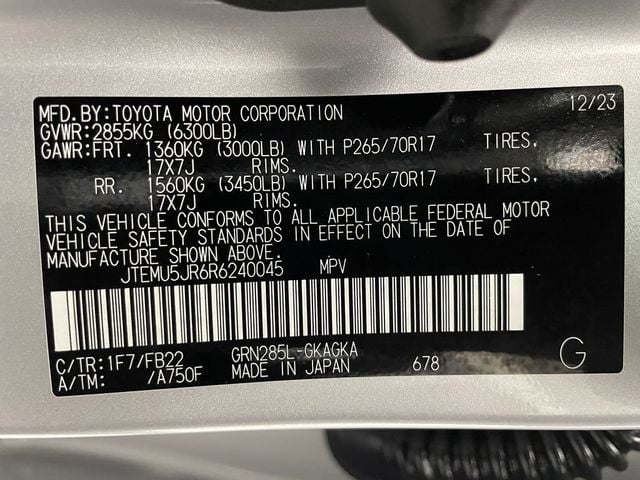 MFD.BY:TOYOTA MOTOR CORPORATION 12/23
GVWR:2855KG (6300LB)
GAWR:FRT. 1360KG (3000LB) WITH P265/70R17 TIRES,
17X7J RIMS.
RR. 1560KG (3450LB) WITH P265/70R17 TIRES,
17X7J RIMS.
THIS VEHICLE CONFORMS TO ALL APPLICABLE FEDERAL MOTOR
VEHICLE SAFETY STANDARDS IN EFFECT ON THE DATE OF
MANUFACTURE SHOWN ABOVE.
JTEMU5JR6R6240045 MPV
C/TR:1F7/FB22 GRN285L-GKAGKA
A/TM: /A750F MADE IN JAPAN 678 G